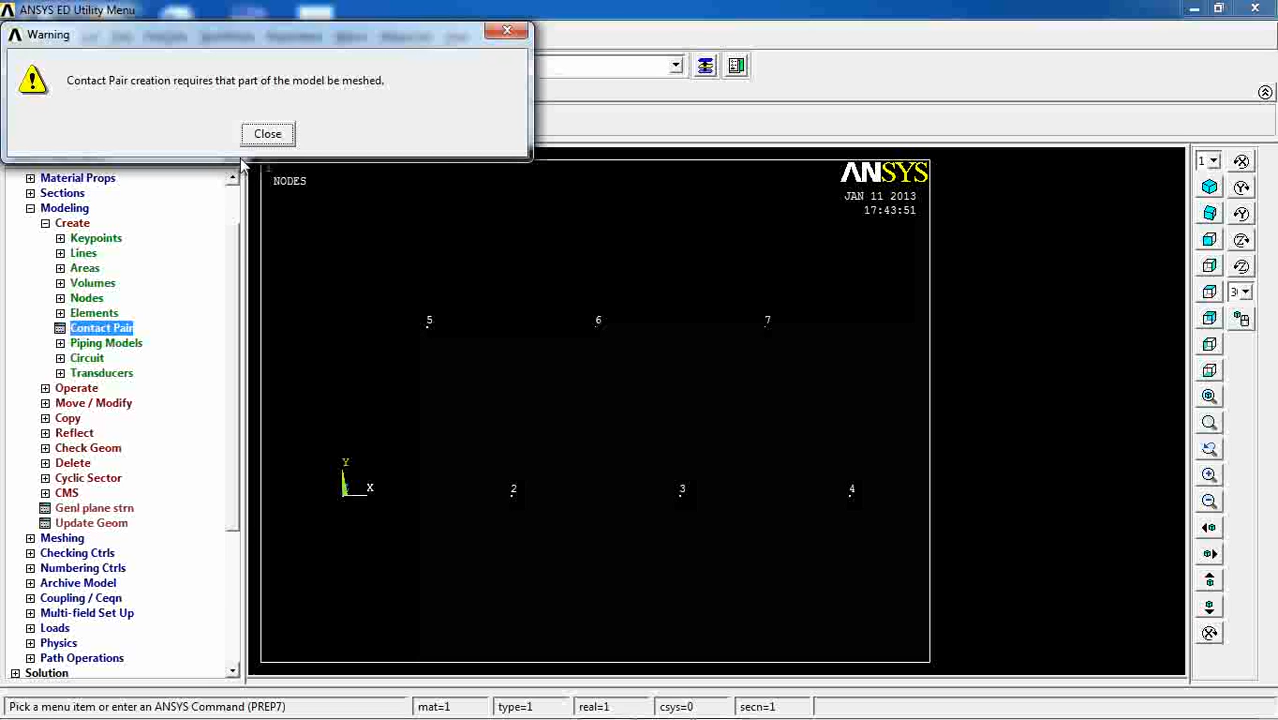 ANSYS ED Utility Menu
Warning
Contact Pair creation requires that part of the model be meshed.
Close
Material Props
Sections
Modeling
Create
Keypoints
Lines
Areas
Volumes
Nodes
Elements
Contact Pair
Piping Models
Circuit
Transducers
Operate
Move / Modify
Copy
Reflect
Check Geom
Delete
Cyclic Sector
CMS
Genl plane strn
Update Geom
Meshing
Checking Ctrls
Numbering Ctrls
Archive Model
Coupling / Ceqn
Multi-field Set Up
Loads
Physics
Path Operations
Solution
1
NODES
ANSYS
JAN 11 2013
17:43:51
5 6 7
Y
X
2 3 4
1
Pick a menu item or enter an ANSYS Command (PREP7)
mat=1
type=1
real=1
csys=0
secn=1